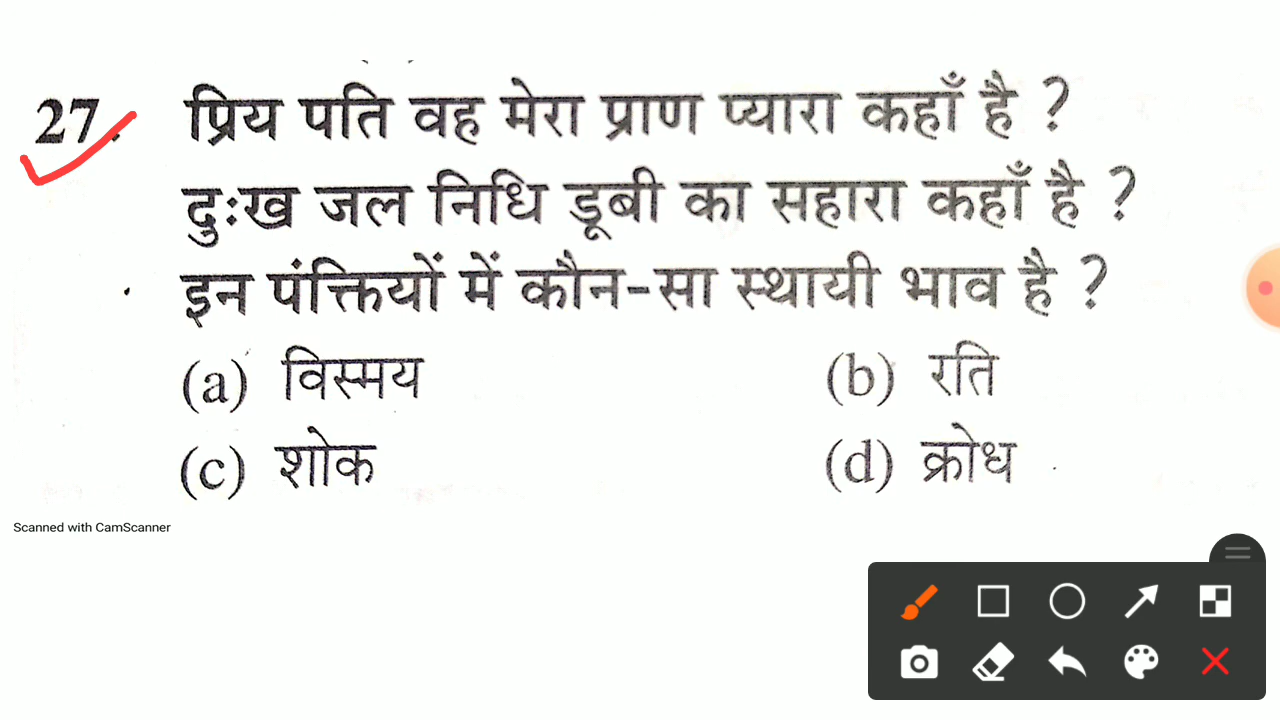 27. प्रिय पति वह मेरा प्राण प्यारा कहाँ है ?
दुःख जल निधि डूबी का सहारा कहाँ है ?
इन पंक्तियों में कौन-सा स्थायी भाव है ?
(a) विस्मय (b) रति
(c) शोक (d) क्रोध
Scanned with CamScanner